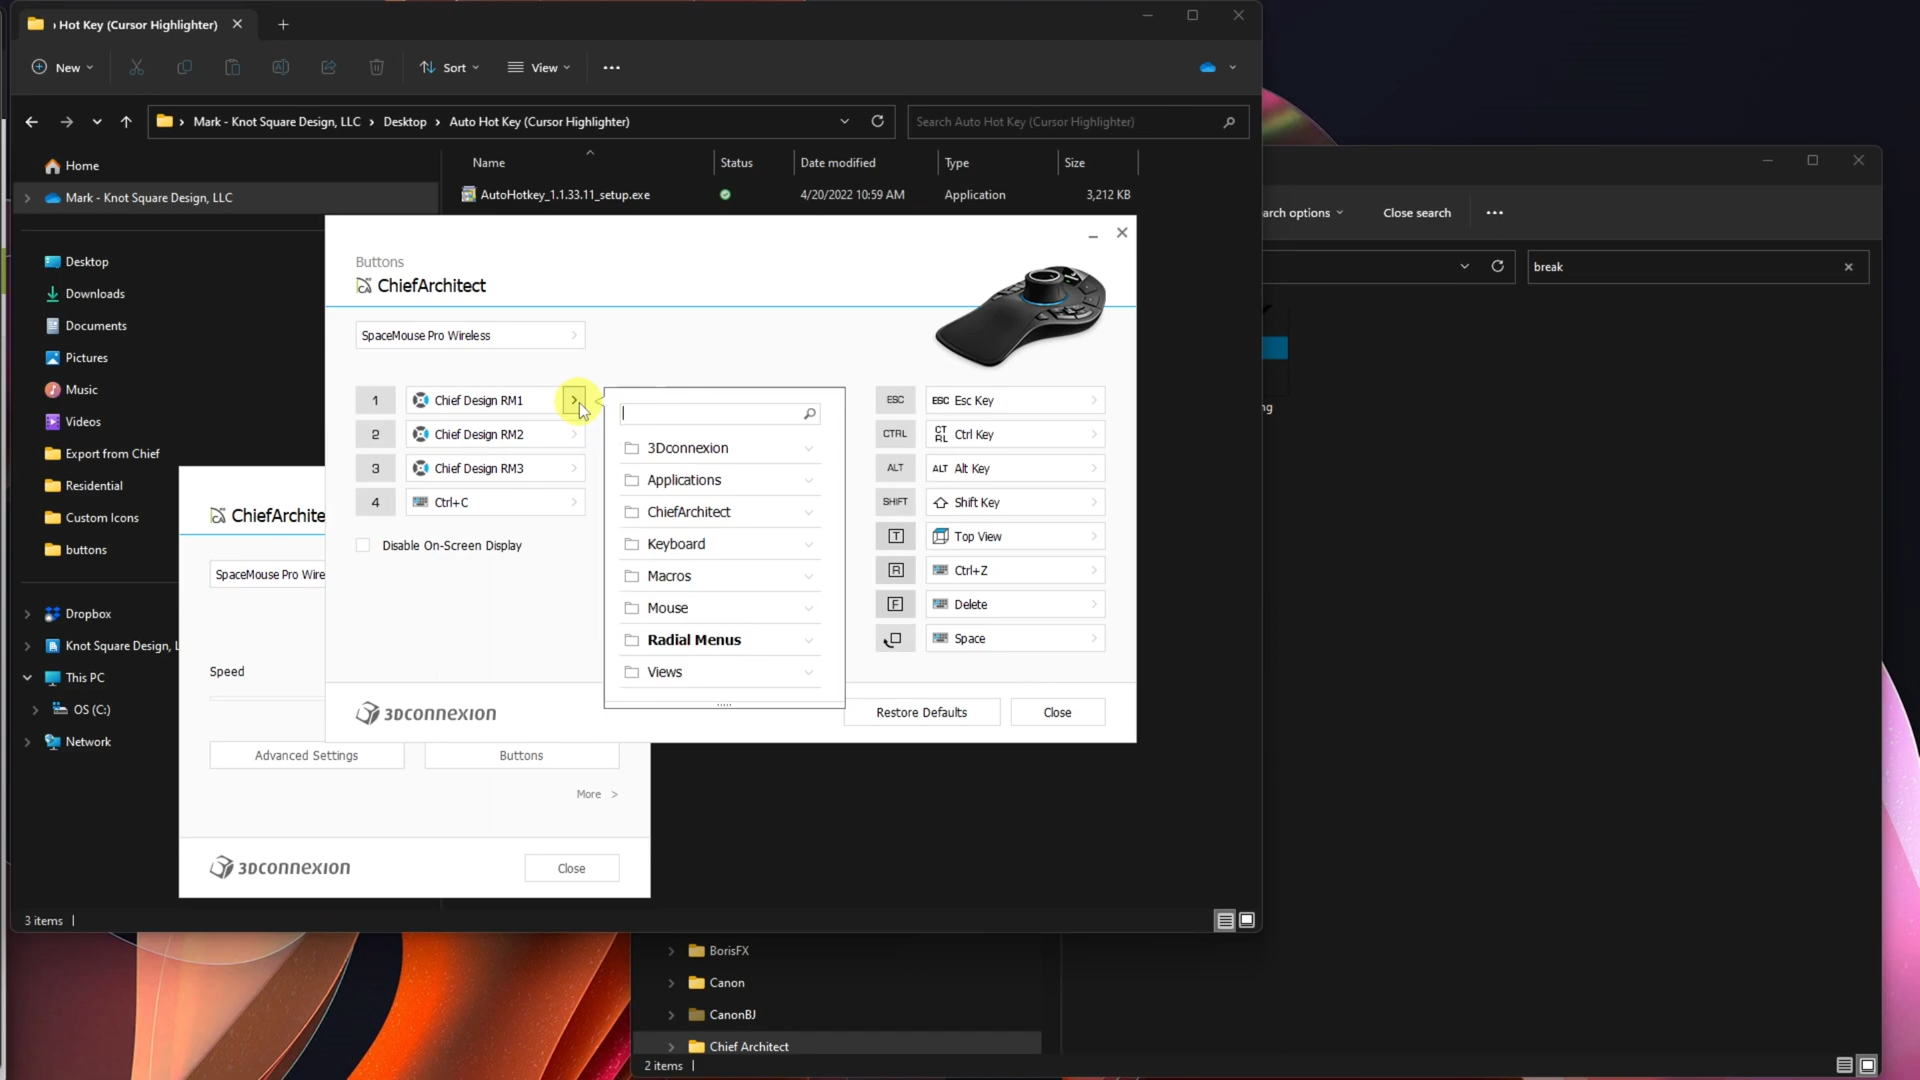 Hot Key (Cursor Highlighter)
New
Sort
View
Mark - Knot Square Design, LLC
Desktop
Auto Hot Key (Cursor Highlighter)
Search Auto Hot Key (Cursor Highlighter)
Home
Mark - Knot Square Design, LLC
Desktop
Downloads
Documents
Pictures
Music
Videos
Export from Chief
Residential
Custom Icons
buttons
Dropbox
Knot Square Design, L
This PC
OS (C:)
Network
3 items
Name
Status
Date modified
Type
Size
AutoHotkey_1.1.33.11_setup.exe
4/20/2022 10:59 AM
Application
3,212 KB
Buttons
ChiefArchitect
SpaceMouse Pro Wireless
1
Chief Design RM1
2
Chief Design RM2
3
Chief Design RM3
4
Ctrl+C
Disable On-Screen Display
3Dconnexion
Applications
ChiefArchitect
Keyboard
Macros
Mouse
Radial Menus
Views
ESC
ESC Esc Key
CTRL
CT RL Ctrl Key
ALT
ALT Alt Key
SHIFT
Shift Key
T
Top View
R
Ctrl+Z
F
Delete
Space
3DCONNEXION
Restore Defaults
Close
ChiefArchite
SpaceMouse Pro Wire
Speed
Advanced Settings
Buttons
More >
3DCONNEXION
Close
arch options
Close search
break
ng
BorisFX
Canon
CanonBJ
Chief Architect
2 items